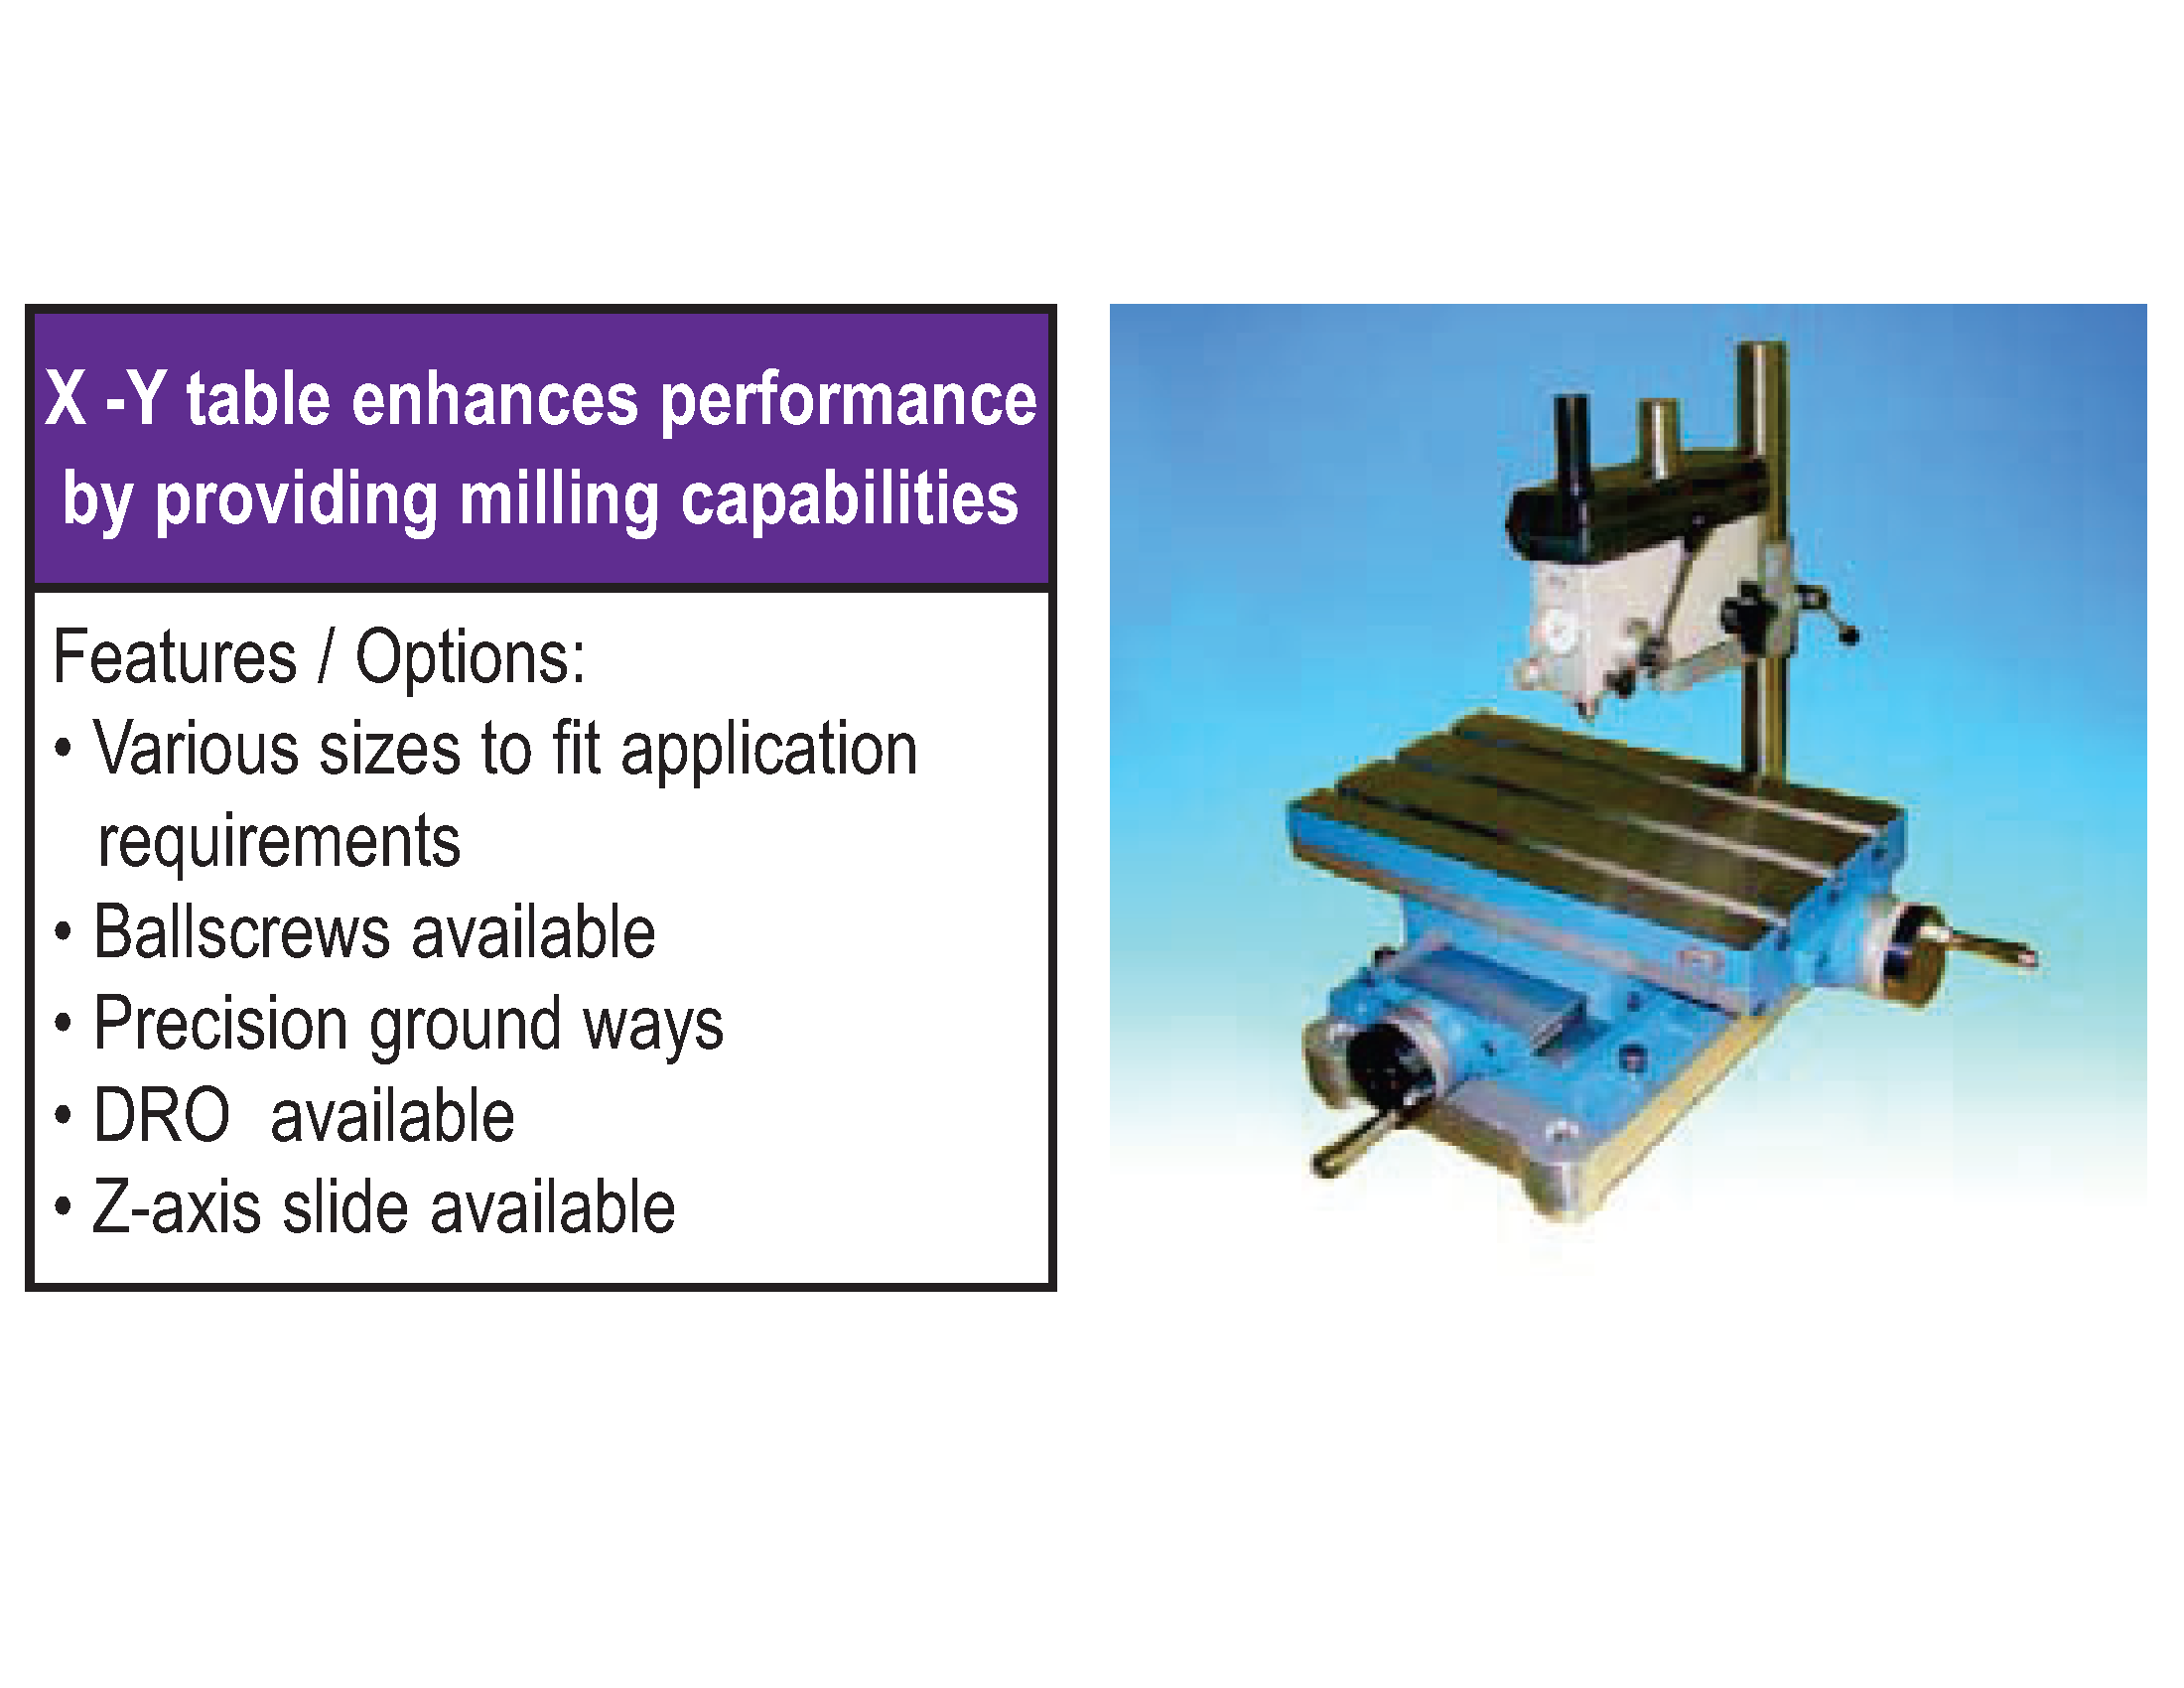 X -Y table enhances performance
by providing milling capabilities
Features / Options:
• Various sizes to fit application
requirements
• Ballscrews available
• Precision ground ways
• DRO  available
• Z-axis slide available